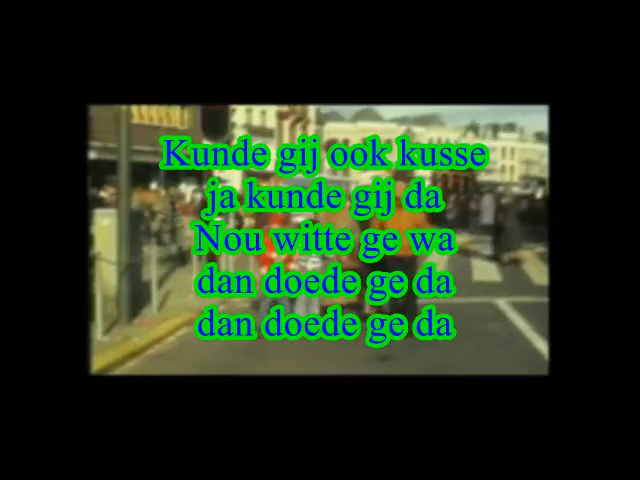 Kunde gij ook kusse
ja kunde gij da
Nou witte ge wa
dan doede ge da
dan doede ge da